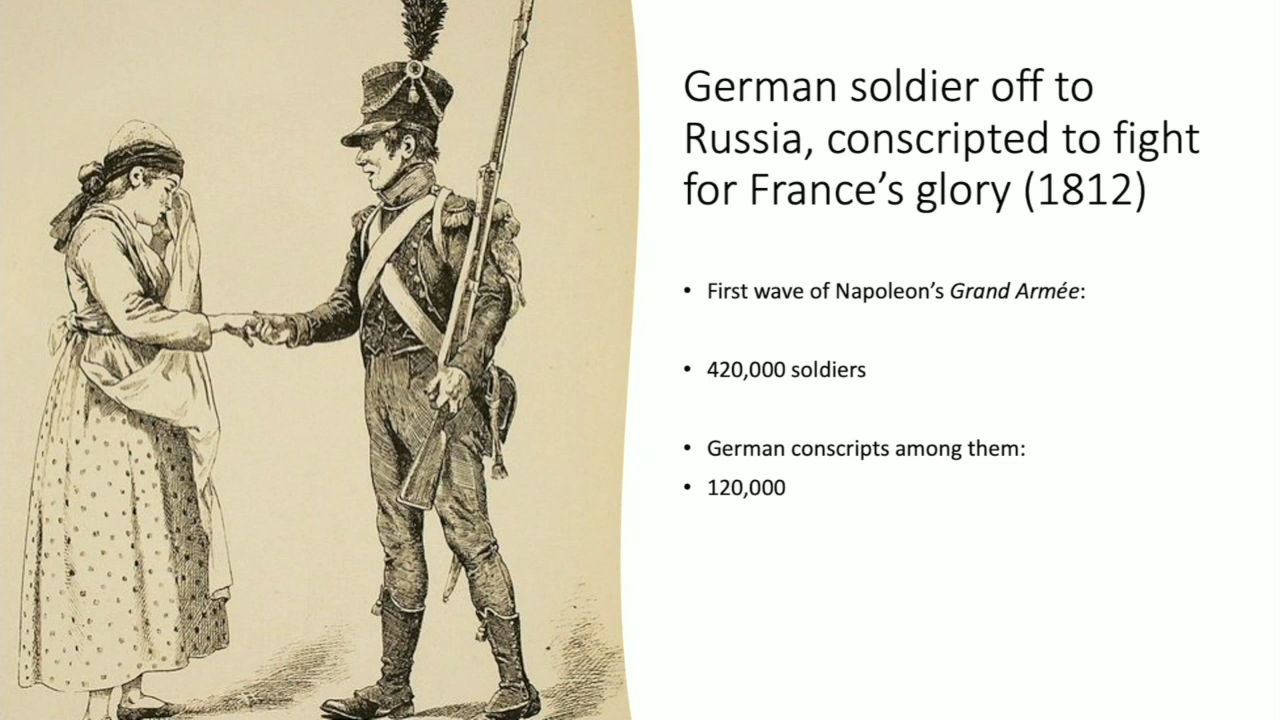 German soldier off to
Russia, conscripted to fight
for France’s glory (1812)
• First wave of Napoleon’s Grand Armée:
• 420,000 soldiers
• German conscripts among them:
• 120,000